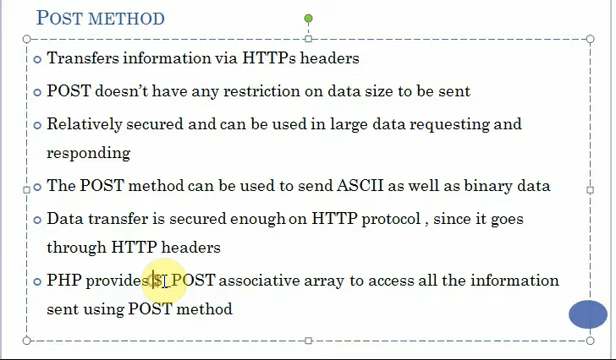 POST METHOD
Transfers information via HTTPs headers
POST doesn't have any restriction on data size to be sent
Relatively secured and can be used in large data requesting and
responding
The POST method can be used to send ASCII as well as binary data
Data transfer is secured enough on HTTP protocol , since it goes
through HTTP headers
PHP provides $_POST associative array to access all the information
sent using POST method